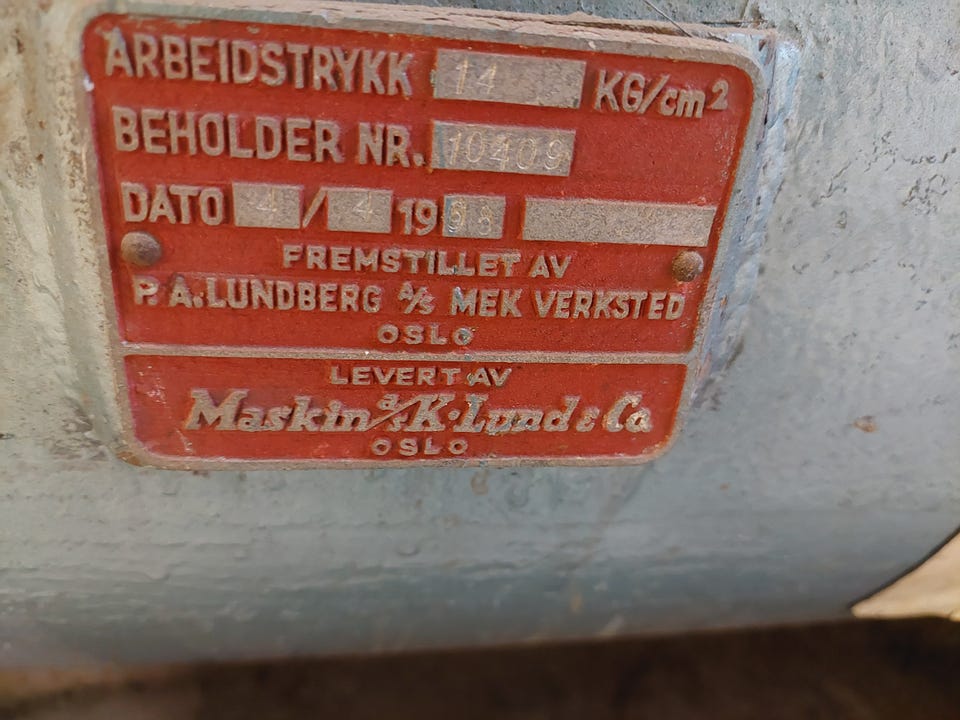 ARBEIDSTRYKK 14 KG/cm²
BEHOLDER NR. 10409
DATO 4/4 19
FREMSTILLET AV
P. A. LUNDBERG A/S MEK VERKSTED
OSLO
LEVERT AV
Maskin a/s K. Lund & Co
OSLO